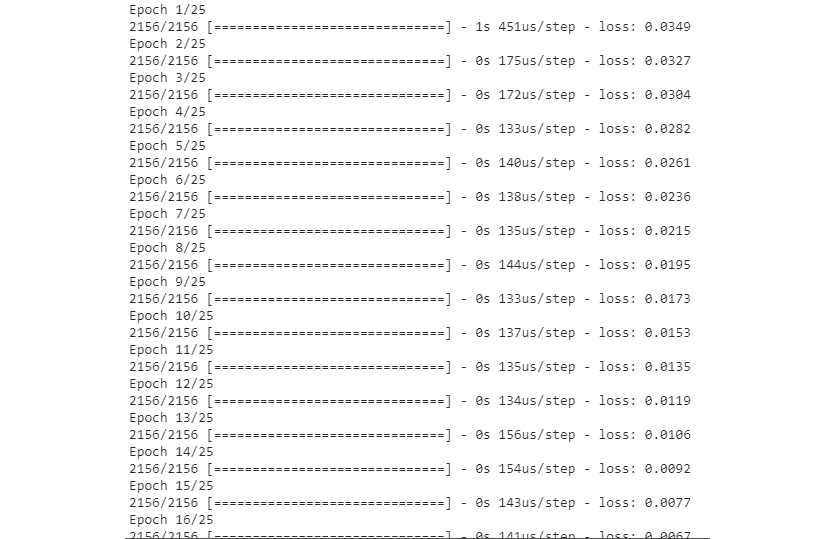 Epoch 1/25
2156/2156 [==============================] - 1s 451us/step - loss: 0.0349
Epoch 2/25
2156/2156 [==============================] - 0s 175us/step - loss: 0.0327
Epoch 3/25
2156/2156 [==============================] - 0s 172us/step - loss: 0.0304
Epoch 4/25
2156/2156 [==============================] - 0s 133us/step - loss: 0.0282
Epoch 5/25
2156/2156 [==============================] - 0s 140us/step - loss: 0.0261
Epoch 6/25
2156/2156 [==============================] - 0s 138us/step - loss: 0.0236
Epoch 7/25
2156/2156 [==============================] - 0s 135us/step - loss: 0.0215
Epoch 8/25
2156/2156 [==============================] - 0s 144us/step - loss: 0.0195
Epoch 9/25
2156/2156 [==============================] - 0s 133us/step - loss: 0.0173
Epoch 10/25
2156/2156 [==============================] - 0s 137us/step - loss: 0.0153
Epoch 11/25
2156/2156 [==============================] - 0s 135us/step - loss: 0.0135
Epoch 12/25
2156/2156 [==============================] - 0s 134us/step - loss: 0.0119
Epoch 13/25
2156/2156 [==============================] - 0s 156us/step - loss: 0.0106
Epoch 14/25
2156/2156 [==============================] - 0s 154us/step - loss: 0.0092
Epoch 15/25
2156/2156 [==============================] - 0s 143us/step - loss: 0.0077
Epoch 16/25
2156/2156 [==============================] - 0s 141us/step - loss: 0.0067